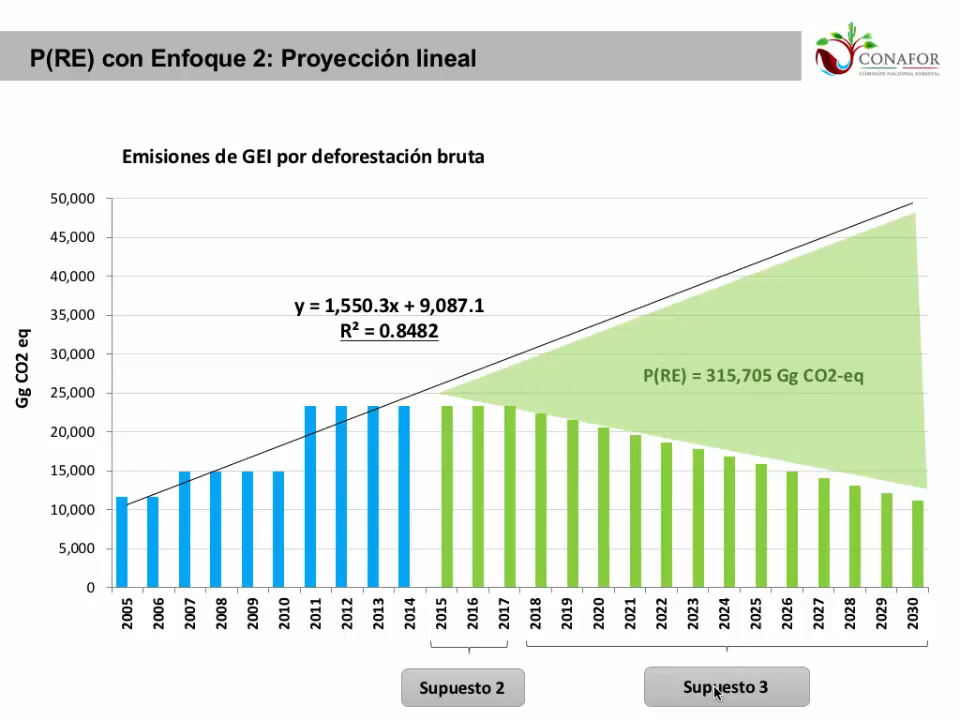 P(RE) con Enfoque 2: Proyección lineal
CONAFOR
COMISIÓN NACIONAL FORESTAL
Emisiones de GEI por deforestación bruta
Gg CO2 eq
50,000
45,000
40,000
35,000
30,000
25,000
20,000
15,000
10,000
5,000
0
y = 1,550.3x + 9,087.1
R² = 0.8482
P(RE) = 315,705 Gg CO2-eq
2005 2006 2007 2008 2009 2010 2011 2012 2013 2014 2015 2016 2017 2018 2019 2020 2021 2022 2023 2024 2025 2026 2027 2028 2029 2030
Supuesto 2
Supuesto 3